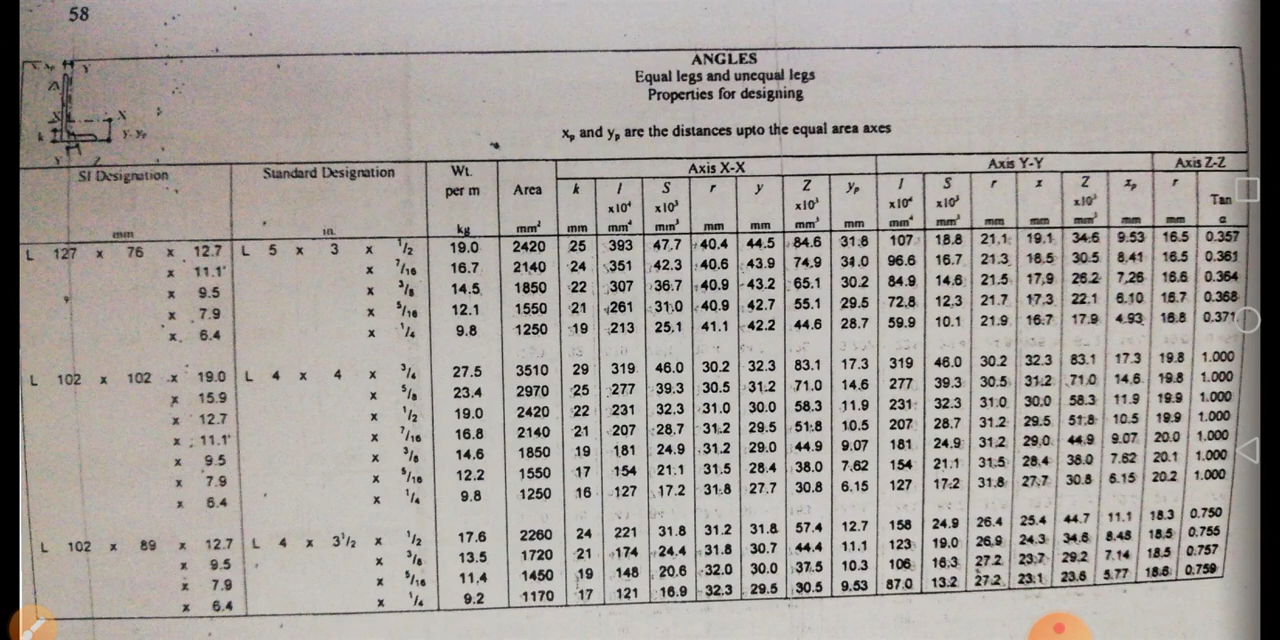 58
ANGLES
Equal legs and unequal legs
Properties for designing
xp and yp are the distances upto the equal area axes
SI Designation Standard Designation Wt. per m Area Axis X-X Axis Y-Y Axis Z-Z
k I S r y Z yp I S r x Z xp r Tan α
x10⁴ x10³ x10³ x10⁴ x10³ x10³
mm in. kg mm² mm mm⁴ mm³ mm mm mm³ mm mm⁴ mm³ mm mm mm³ mm mm
L 127 x 76 x 12.7 L 5 x 3 x 1/2 19.0 2420 25 393 47.7 40.4 44.5 84.6 31.8 107 18.8 21.1 19.1 34.6 9.53 16.5 0.357
x 11.1 x 7/16 16.7 2140 24 351 42.3 40.6 43.9 74.9 31.0 96.6 16.7 21.3 18.5 30.5 8.41 16.5 0.361
x 9.5 x 3/8 14.5 1850 22 307 36.7 40.9 43.2 65.1 30.2 84.9 14.6 21.5 17.9 26.2 7.26 16.6 0.364
x 7.9 x 5/16 12.1 1550 21 261 31.0 40.9 42.7 55.1 29.5 72.8 12.3 21.7 17.3 22.1 6.10 16.7 0.368
x 6.4 x 1/4 9.8 1250 19 213 25.1 41.1 42.2 44.6 28.7 59.9 10.1 21.9 16.7 17.9 4.93 16.8 0.371
L 102 x 102 x 19.0 L 4 x 4 x 3/4 27.5 3510 29 319 46.0 30.2 32.3 83.1 17.3 319 46.0 30.2 32.3 83.1 17.3 19.8 1.000
x 15.9 x 5/8 23.4 2970 25 277 39.3 30.5 31.2 71.0 14.6 277 39.3 30.5 31.2 71.0 14.6 19.8 1.000
x 12.7 x 1/2 19.0 2420 22 231 32.3 31.0 30.0 58.3 11.9 231 32.3 31.0 30.0 58.3 11.9 19.9 1.000
x 11.1 x 7/16 16.8 2140 21 207 28.7 31.2 29.5 51.8 10.5 207 28.7 31.2 29.5 51.8 10.5 19.9 1.000
x 9.5 x 3/8 14.6 1850 19 181 24.9 31.2 29.0 44.9 9.07 181 24.9 31.2 29.0 44.9 9.07 20.0 1.000
x 7.9 x 5/16 12.2 1550 17 154 21.1 31.5 28.4 38.0 7.62 154 21.1 31.5 28.4 38.0 7.62 20.1 1.000
x 6.4 x 1/4 9.8 1250 16 127 17.2 31.8 27.7 30.8 6.15 127 17.2 31.8 27.7 30.8 6.15 20.2 1.000
L 102 x 89 x 12.7 L 4 x 3 1/2 x 1/2 17.6 2260 24 221 31.8 31.2 31.8 57.4 12.7 158 24.9 26.4 25.4 44.7 11.1 18.3 0.750
x 9.5 x 3/8 13.5 1720 21 174 24.4 31.8 30.7 44.4 11.1 123 19.0 26.9 24.3 34.6 8.48 18.5 0.755
x 7.9 x 5/16 11.4 1450 19 148 20.6 32.0 30.0 37.5 10.3 106 16.3 27.2 23.7 29.2 7.14 18.5 0.757
x 6.4 x 1/4 9.2 1170 17 121 16.9 32.3 29.5 30.5 9.53 87.0 13.2 27.2 23.1 23.6 5.77 18.6 0.759